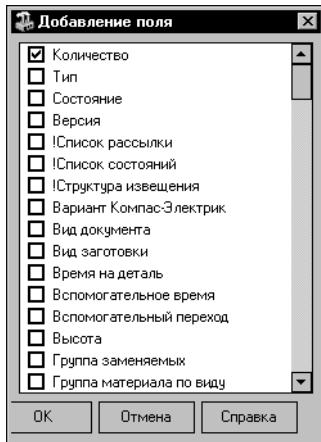 Добавление поля
Количество
Тип
Состояние
Версия
!Список рассылки
!Список состояний
!Структура извещения
Вариант Компас-Электрик
Вид документа
Вид заготовки
Время на деталь
Вспомогательное время
Вспомогательный переход
Высота
Группа заменяемых
Группа материала по виду
OK Отмена Справка